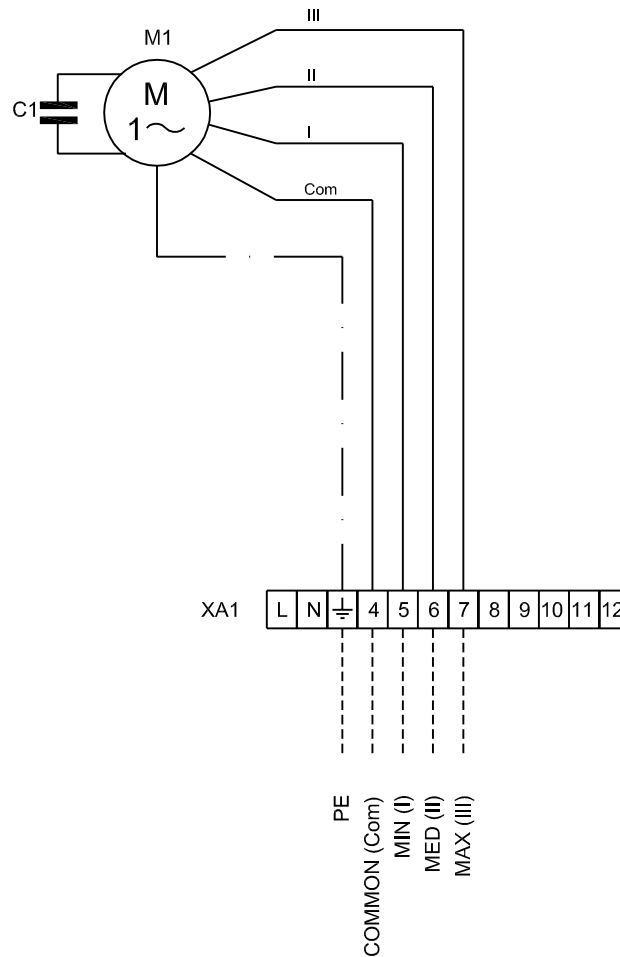 III
M1
II
C1
M
1~
I
Com
XA1 L N 4 5 6 7 8 9 10 11 12
PE
COMMON (Com)
MIN (I)
MED (II)
MAX (III)